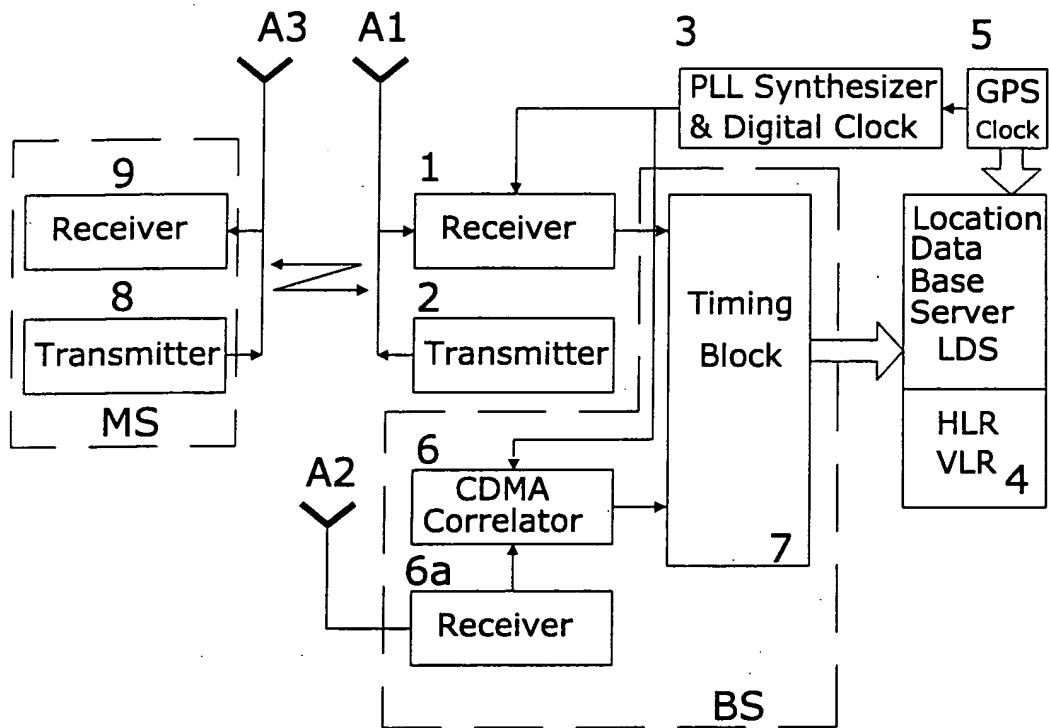 A3
A1
3
5
PLL Synthesizer
& Digital Clock
GPS
Clock
9
Receiver
1
Receiver
8
Transmitter
MS
2
Transmitter
Timing
Block
7
Location
Data
Base
Server
LDS
HLR
VLR
4
A2
6
CDMA
Correlator
6a
Receiver
BS